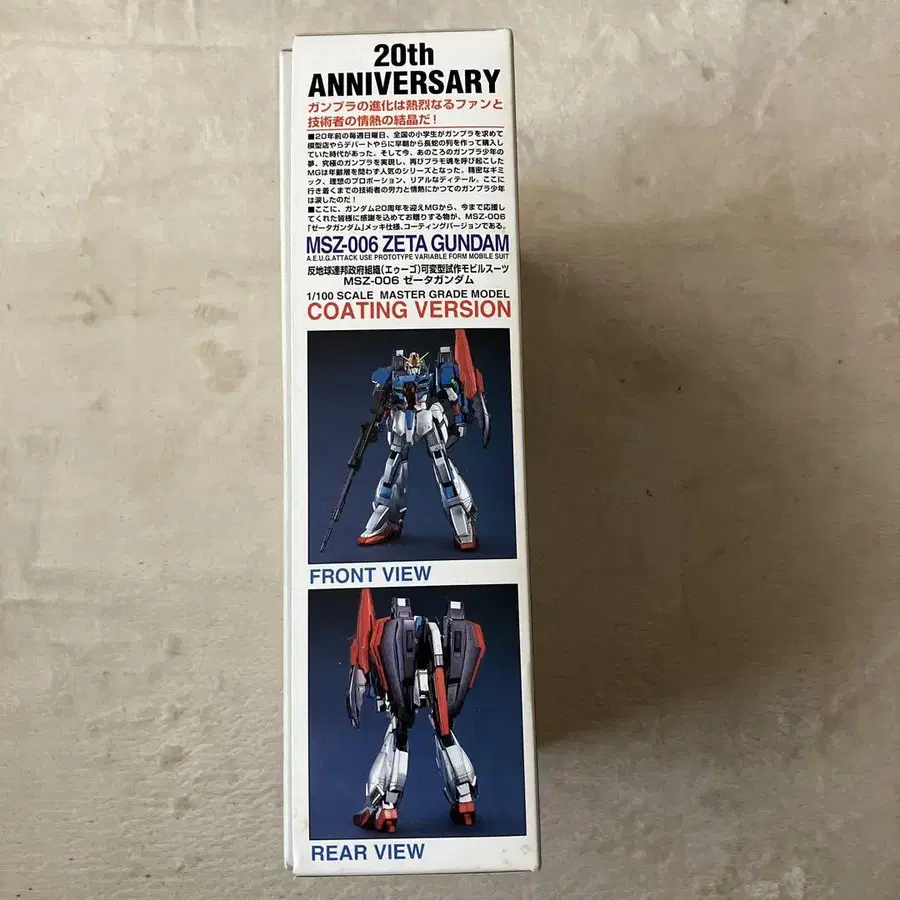 20th
ANNIVERSARY
ガンプラの進化は熱烈なるファンと
技術者の情熱の結晶だ!
■20年前の毎週日曜日、全国の小学生がガンプラを求めて
模型店やらデパートやらに早朝から長蛇の列を作って購入し
ていた時代があった。そして今、あのころのガンプラ少年の
夢、究極のガンプラを実現し、再びプラモ魂を呼び起こした
MGは年齢層を問わず人気のシリーズとなった。精密なギミ
ック、理想のプロポーション、リアルなディテール。ここに
行き着くまでの技術者の労力と情熱にかつてのガンプラ少年
は涙したのだ!
■ここに、ガンダム20周年を迎えMGから、今まで応援し
てくれた皆様に感謝を込めてお贈りする物が、MSZ-006
「ゼータガンダム」メッキ仕様、コーティングバージョンである。
MSZ-006 ZETA GUNDAM
A.E.U.G.ATTACK USE PROTOTYPE VARIABLE FORM MOBILE SUIT
反地球連邦政府組織(エゥーゴ)可変型試作モビルスーツ
MSZ-006 ゼータガンダム
1/100 SCALE MASTER GRADE MODEL
COATING VERSION
FRONT VIEW
REAR VIEW